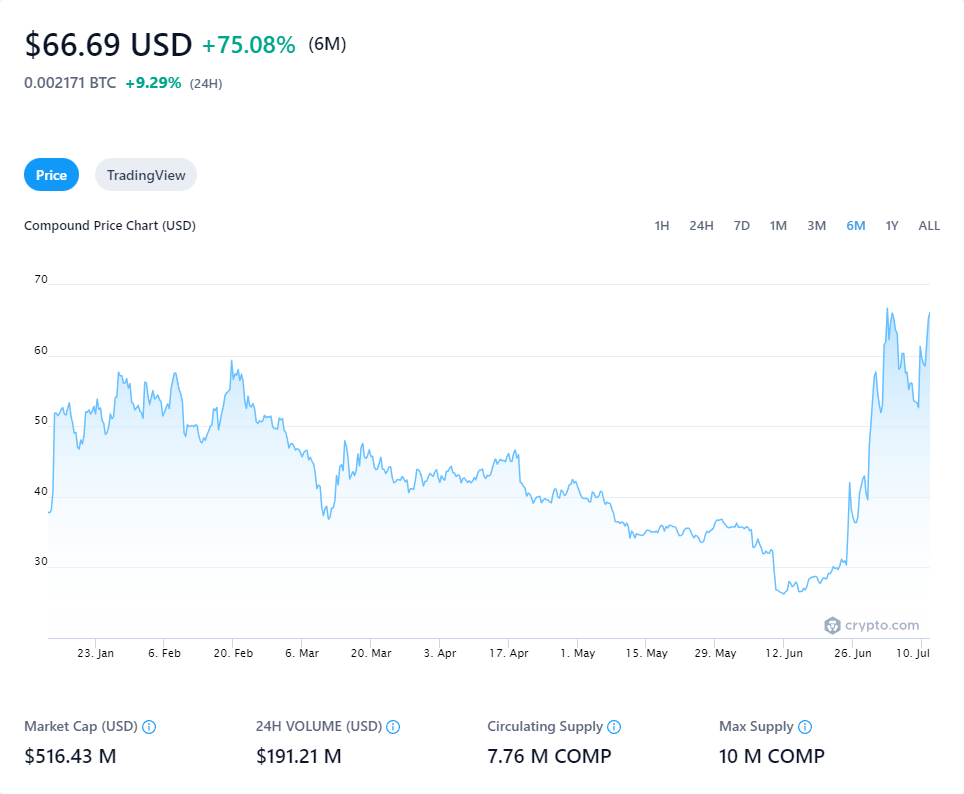 $66.69 USD +75.08% (6M)
0.002171 BTC +9.29% (24H)
Price TradingView
Compound Price Chart (USD) 1H 24H 7D 1M 3M 6M 1Y ALL
70
60
50
40
30
crypto.com
23. Jan 6. Feb 20. Feb 6. Mar 20. Mar 3. Apr 17. Apr 1. May 15. May 29. May 12. Jun 26. Jun 10. Jul
Market Cap (USD) 24H VOLUME (USD) Circulating Supply Max Supply
$516.43 M $191.21 M 7.76 M COMP 10 M COMP